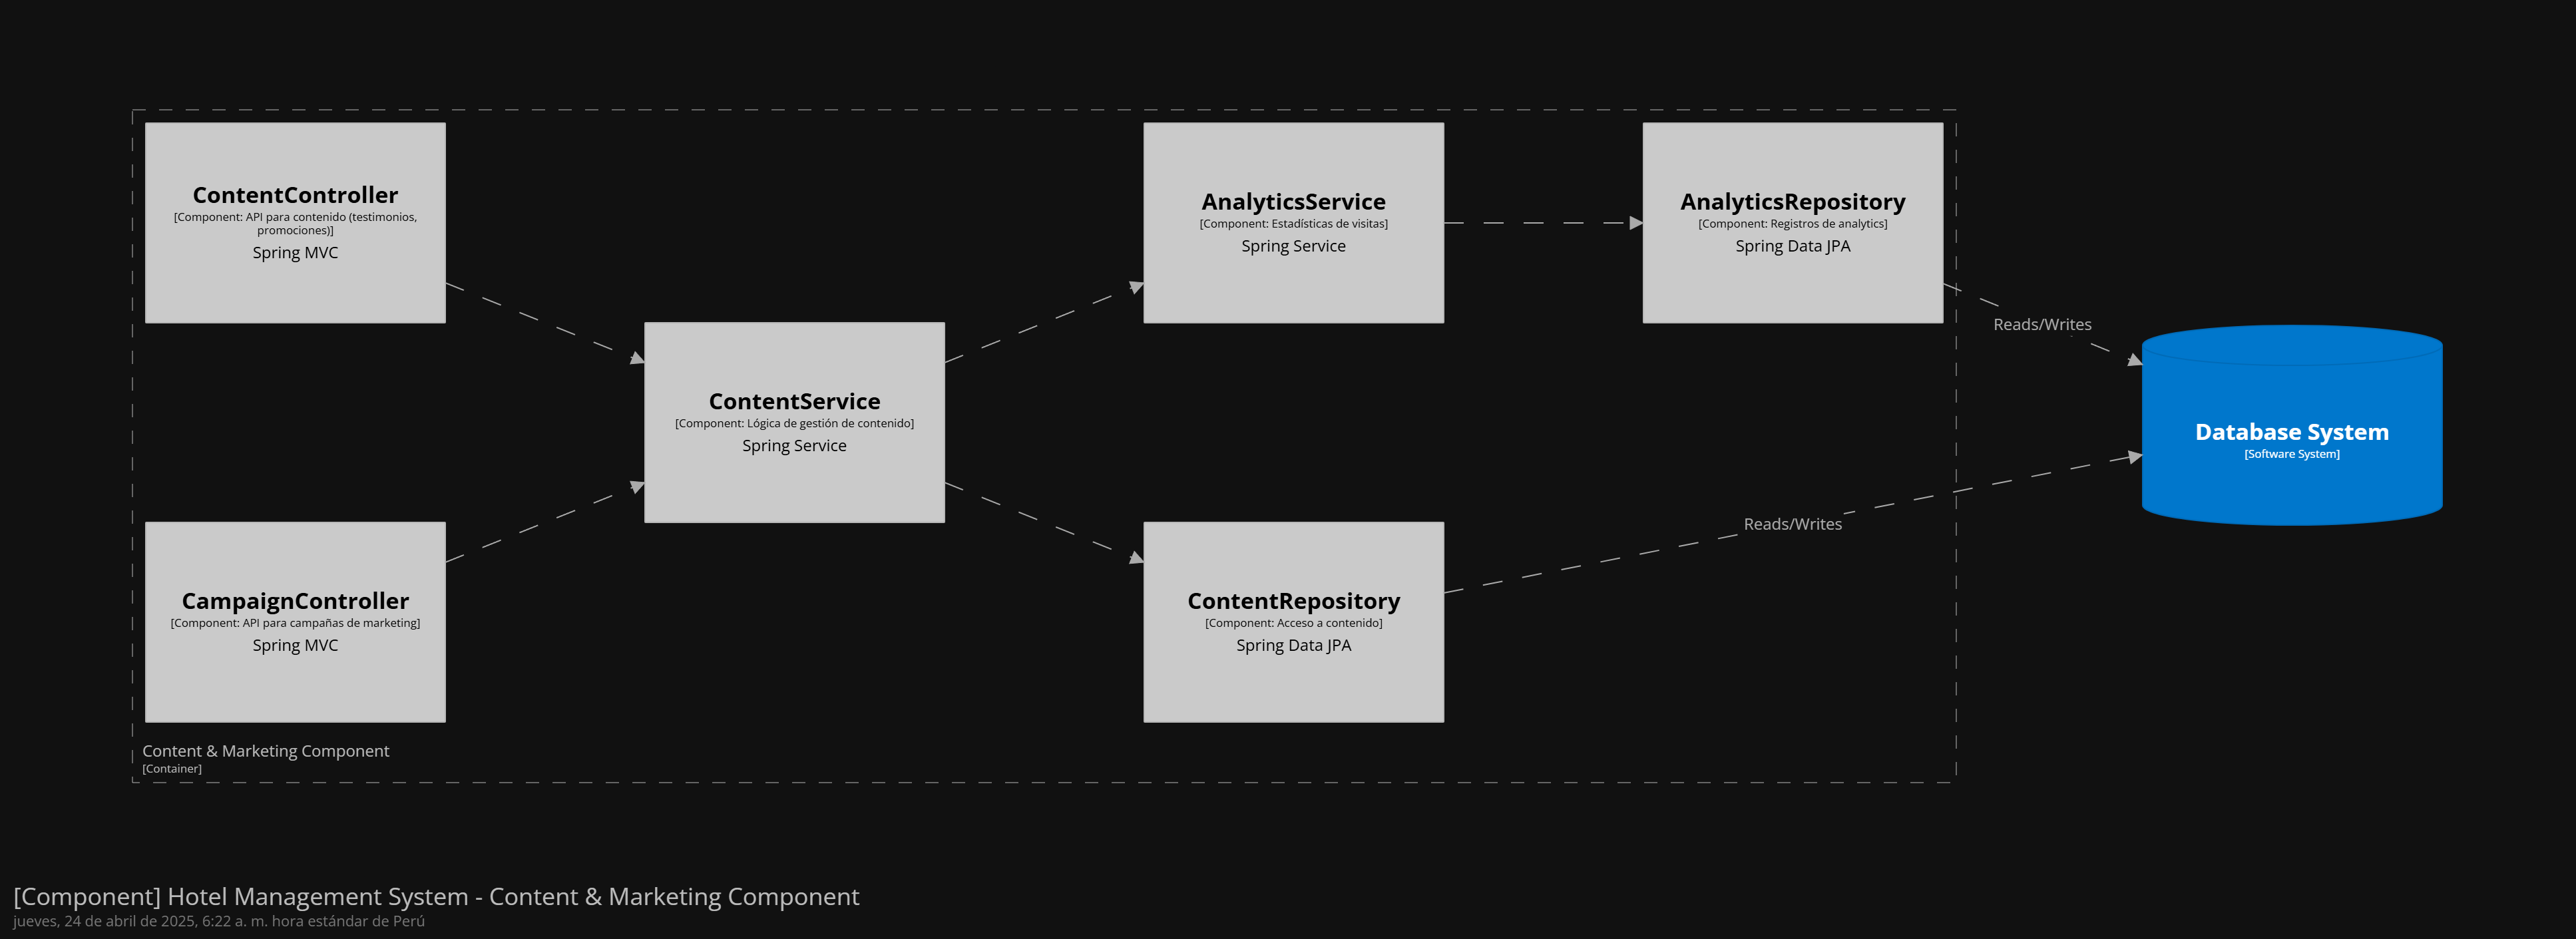 ContentController
[Component: API para contenido (testimonios,
promociones)]
Spring MVC
AnalyticsService
[Component: Estadísticas de visitas]
Spring Service
AnalyticsRepository
[Component: Registros de analytics]
Spring Data JPA
Reads/Writes
ContentService
[Component: Lógica de gestión de contenido]
Spring Service
Database System
[Software System]
Reads/Writes
CampaignController
[Component: API para campañas de marketing]
Spring MVC
ContentRepository
[Component: Acceso a contenido]
Spring Data JPA
Content & Marketing Component
[Container]
[Component] Hotel Management System - Content & Marketing Component
jueves, 24 de abril de 2025, 6:22 a. m. hora estándar de Perú